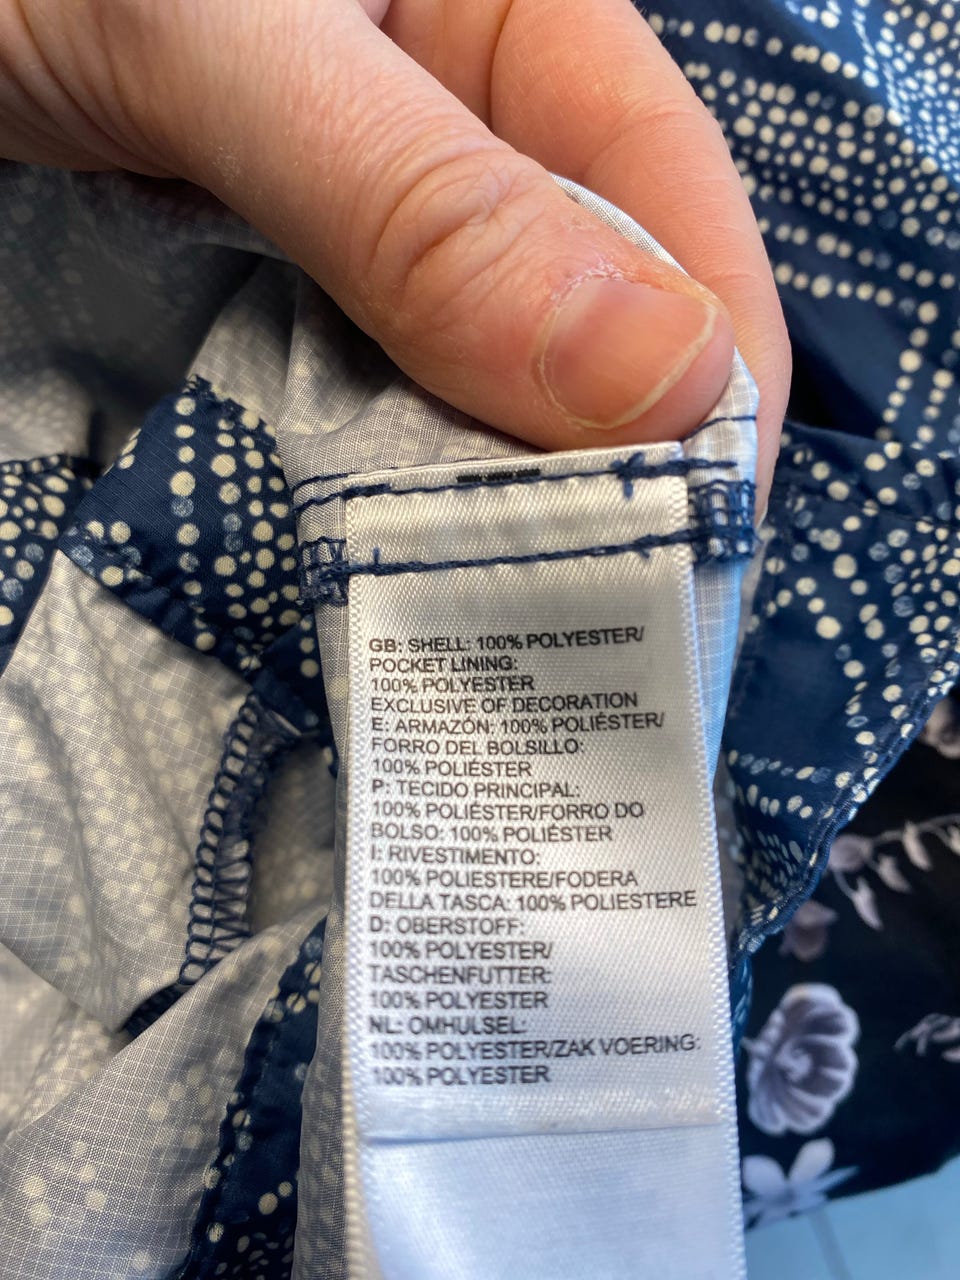 GB: SHELL: 100% POLYESTER/
POCKET LINING:
100% POLYESTER
EXCLUSIVE OF DECORATION
E: ARMAZÓN: 100% POLIÉSTER/
FORRO DEL BOLSILLO:
100% POLIÉSTER
P: TECIDO PRINCIPAL:
100% POLIÉSTER/FORRO DO
BOLSO: 100% POLIÉSTER
I: RIVESTIMENTO:
100% POLIESTERE/FODERA
DELLA TASCA: 100% POLIESTERE
D: OBERSTOFF:
100% POLYESTER/
TASCHENFUTTER:
100% POLYESTER
NL: OMHULSEL:
100% POLYESTER/ZAK VOERING:
100% POLYESTER